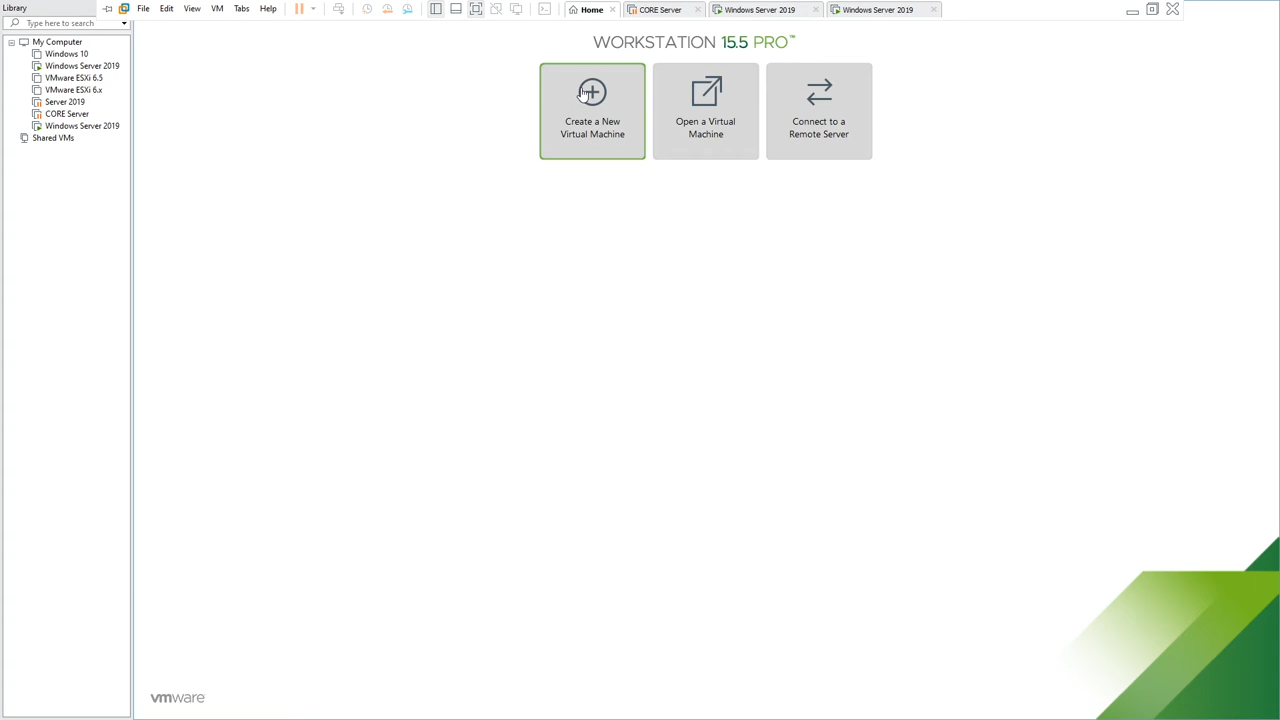 Library
File Edit View VM Tabs Help
Home
CORE Server
Windows Server 2019
Windows Server 2019
Type here to search
My Computer
Windows 10
Windows Server 2019
VMware ESXi 6.5
VMware ESXi 6.x
Server 2019
CORE Server
Windows Server 2019
Shared VMs
WORKSTATION 15.5 PRO™
Create a New
Virtual Machine
Open a Virtual
Machine
Connect to a
Remote Server
vmware